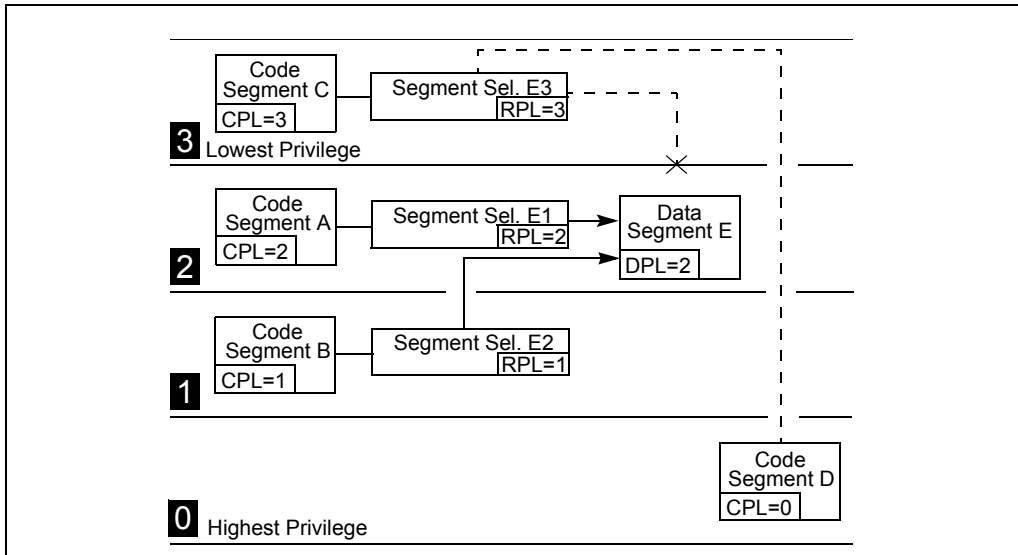 Code
Segment C
CPL=3
Segment Sel. E3
RPL=3
3
Lowest Privilege
Code
Segment A
CPL=2
Segment Sel. E1
RPL=2
Data
Segment E
DPL=2
2
Code
Segment B
CPL=1
Segment Sel. E2
RPL=1
1
Code
Segment D
CPL=0
0
Highest Privilege